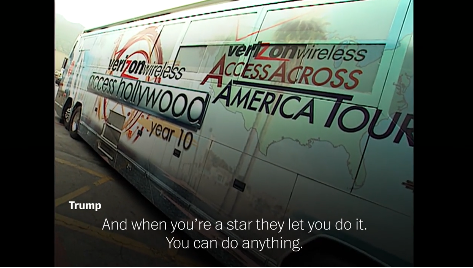 verizonwireless
access hollywood
year 10
verizonwireless
ACCESS ACROSS
AMERICA TOUR
Trump
And when you're a star they let you do it.
You can do anything.